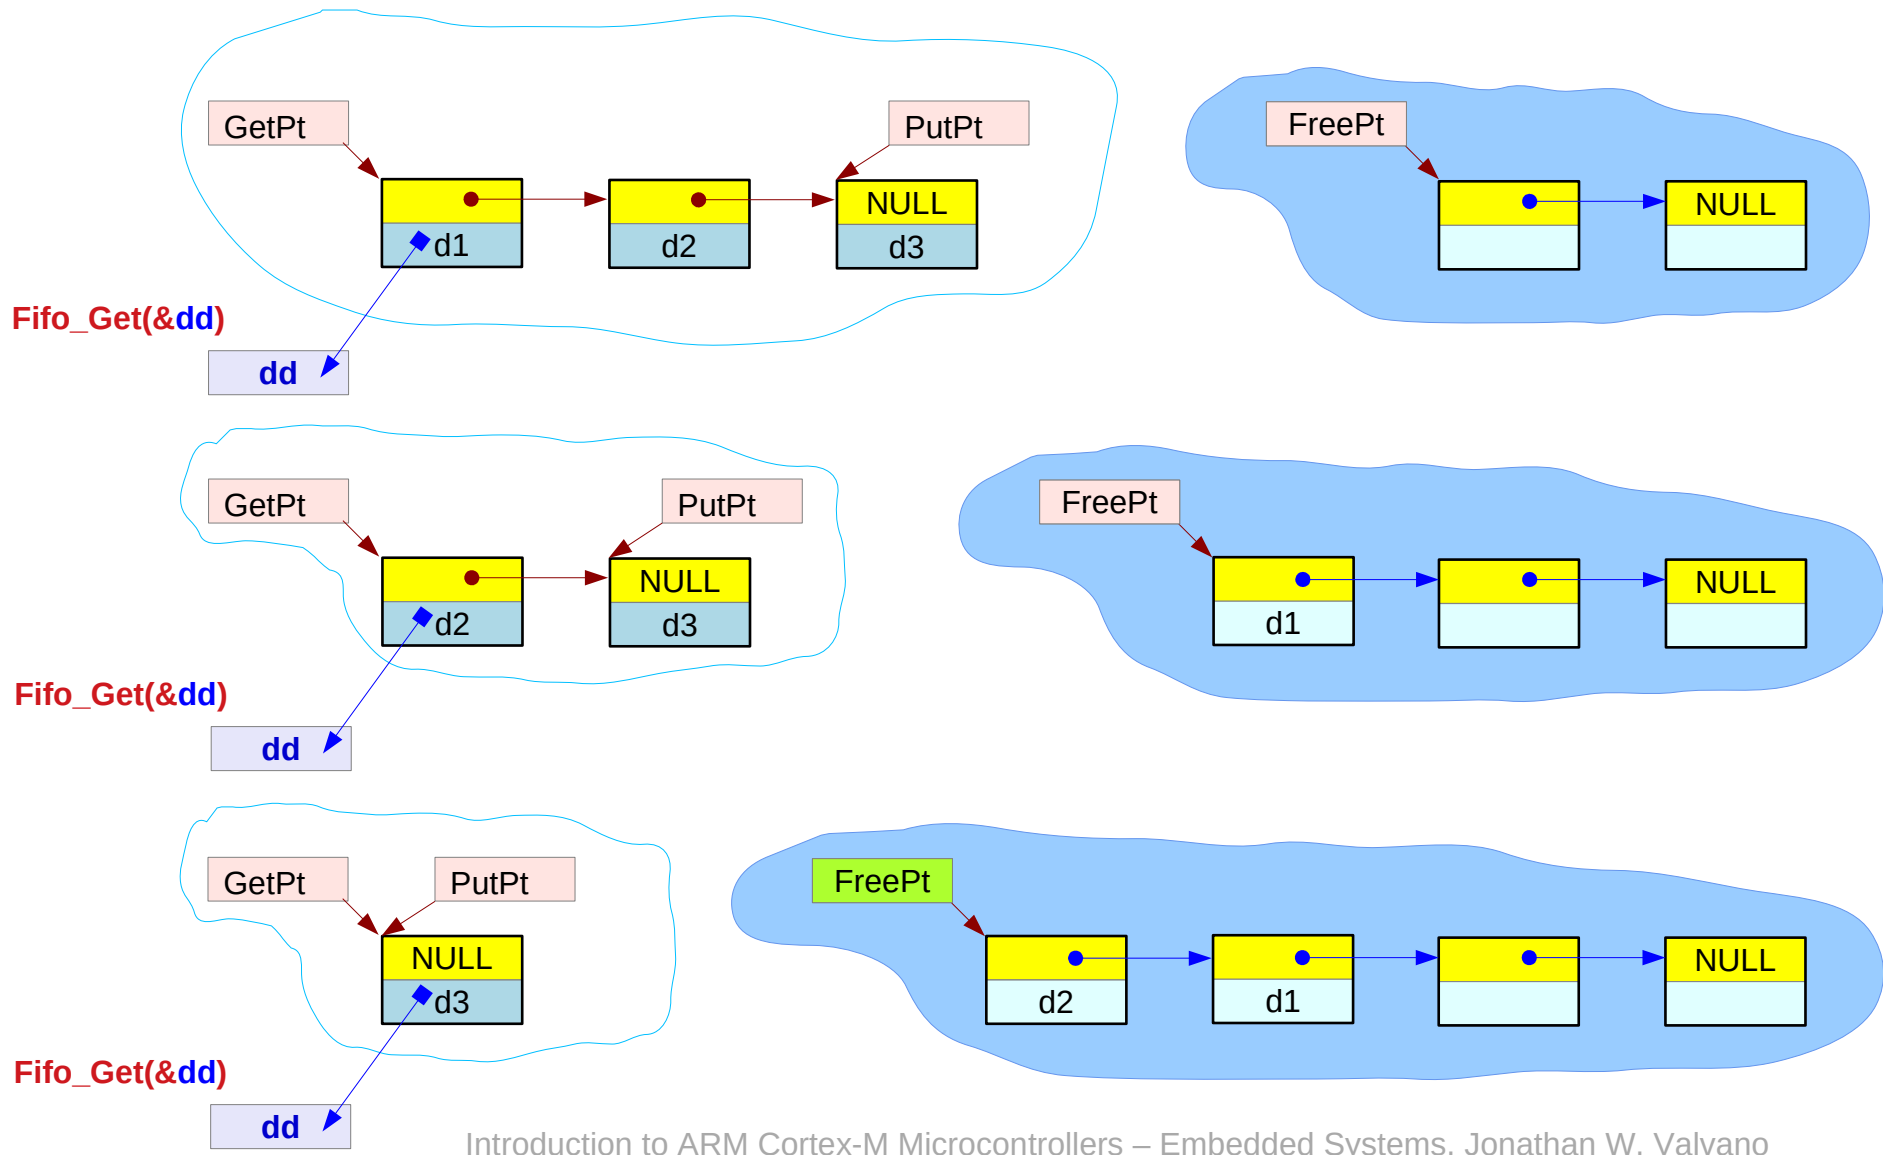 GetPt
PutPt
FreePt
NULL
NULL
d1
d2
d3
Fifo_Get(&dd)
dd
GetPt
PutPt
FreePt
NULL
NULL
d2
d3
d1
Fifo_Get(&dd)
dd
GetPt
PutPt
FreePt
NULL
NULL
d3
d2
d1
Fifo_Get(&dd)
dd
Introduction to ARM Cortex-M Microcontrollers – Embedded Systems, Jonathan W. Valvano